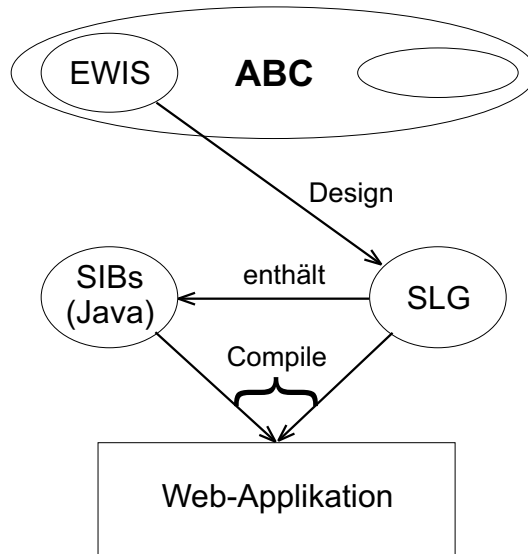 EWIS
ABC
Design
enthält
SIBs
(Java)
SLG
Compile
Web-Applikation